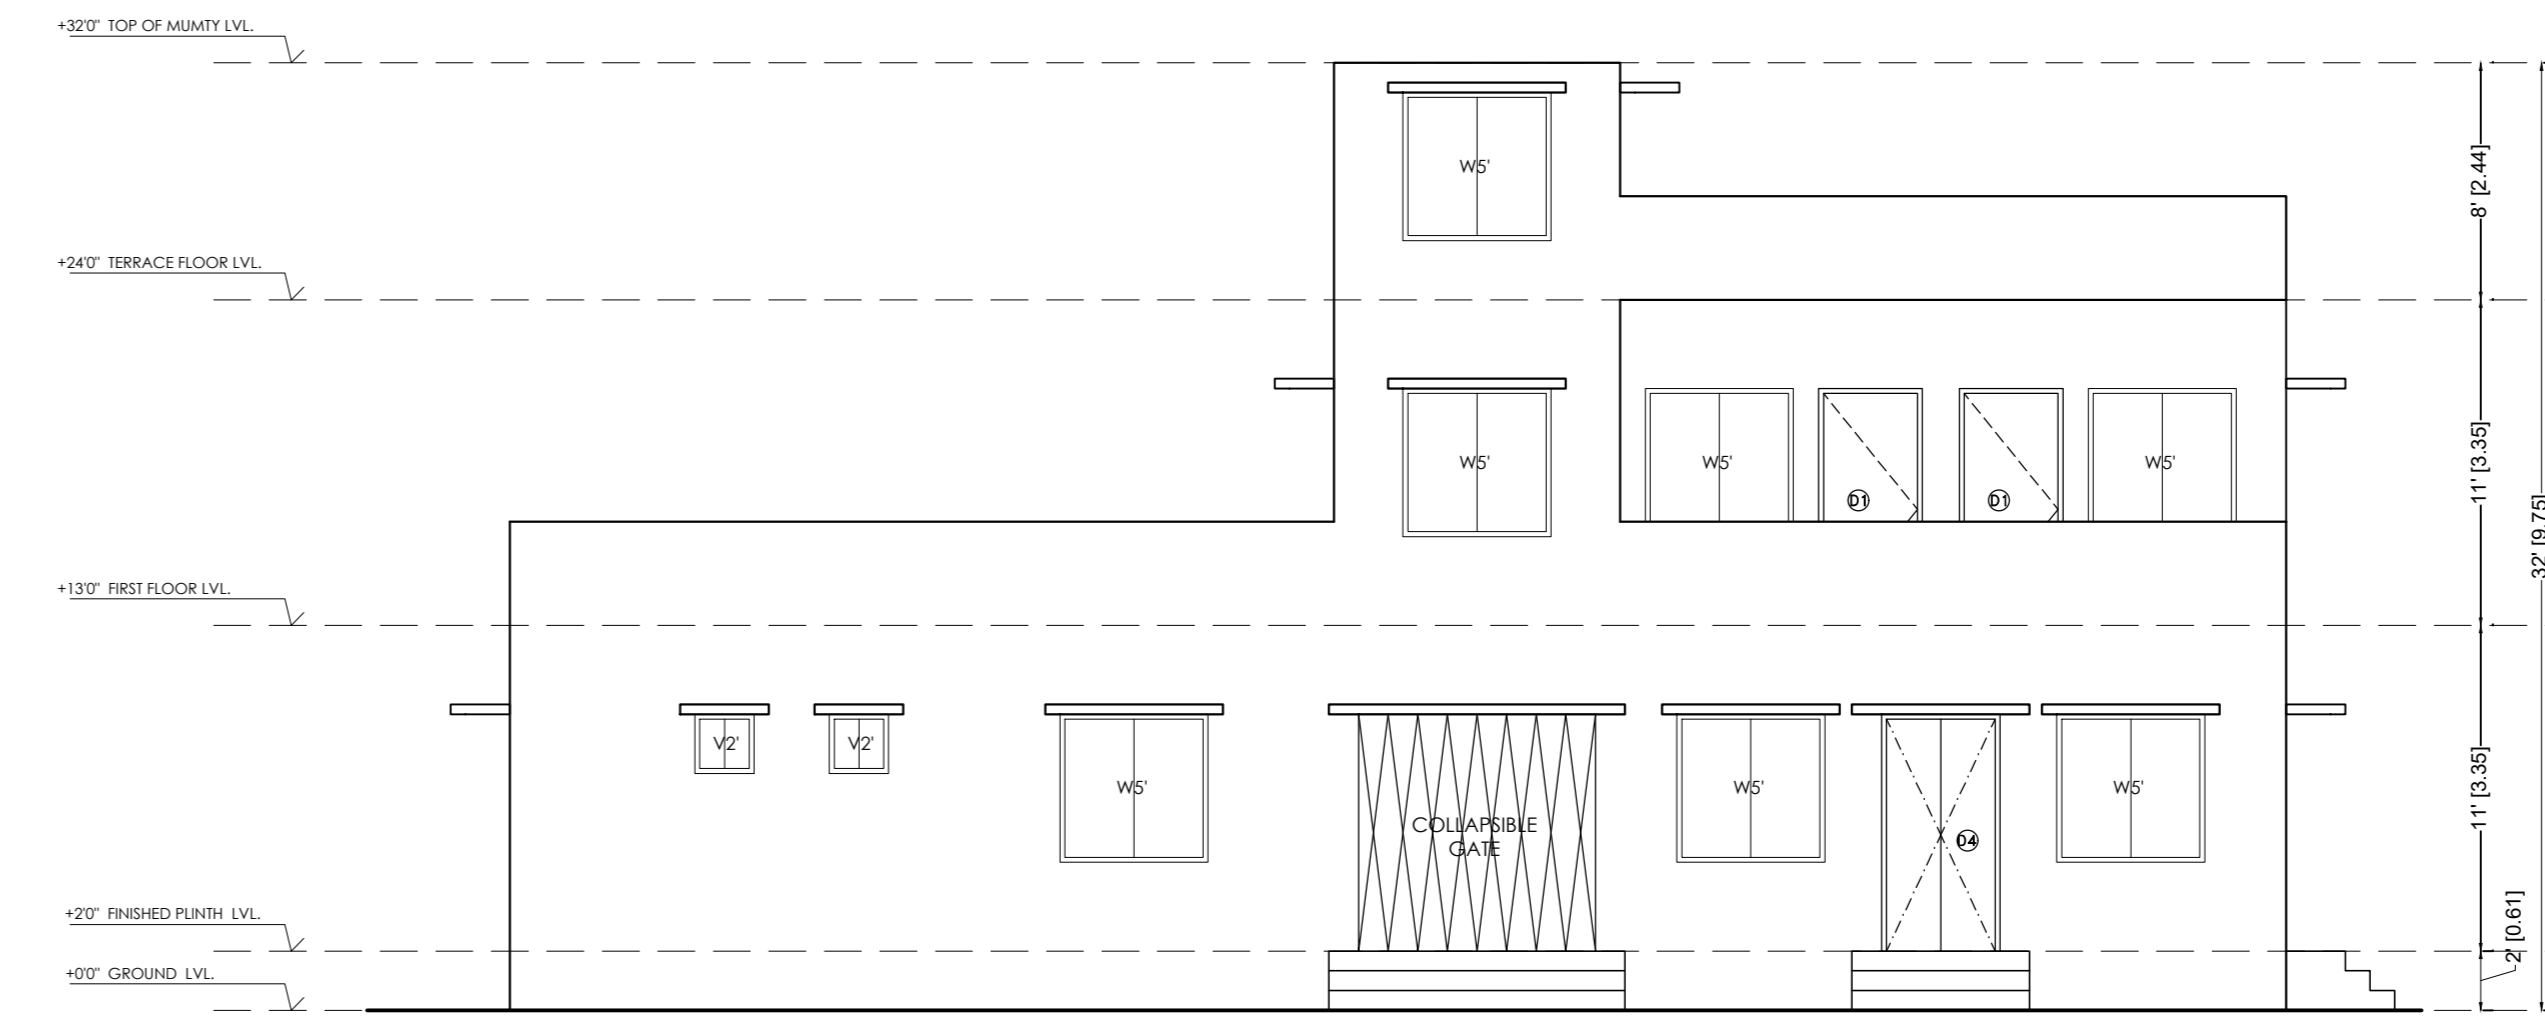 +32'0" TOP OF MUMTY LVL.
W5'
8' [2.44]
+24'0" TERRACE FLOOR LVL.
W5'
W5'
D1
D1
W5'
11' [3.35]
32' [9.75]
+13'0" FIRST FLOOR LVL.
V2'
V2'
W5'
COLLAPSIBLE
GATE
W5'
D4
W5'
11' [3.35]
+2'0" FINISHED PLINTH LVL.
2' [0.61]
+0'0" GROUND LVL.